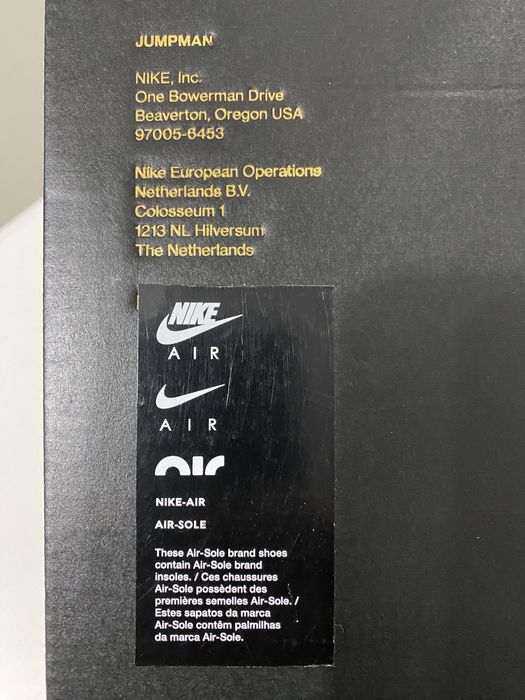 JUMPMAN
NIKE, Inc.
One Bowerman Drive
Beaverton, Oregon USA
97005-6453
Nike European Operations
Netherlands B.V.
Colosseum 1
1213 NL Hilversum
The Netherlands
NIKE
AIR
AIR
air
NIKE-AIR
AIR-SOLE
These Air-Sole brand shoes
contain Air-Sole brand
insoles. / Ces chaussures
Air-Sole possèdent des
premières semelles Air-Sole. /
Estes sapatos da marca
Air-Sole contêm palmilhas
da marca Air-Sole.